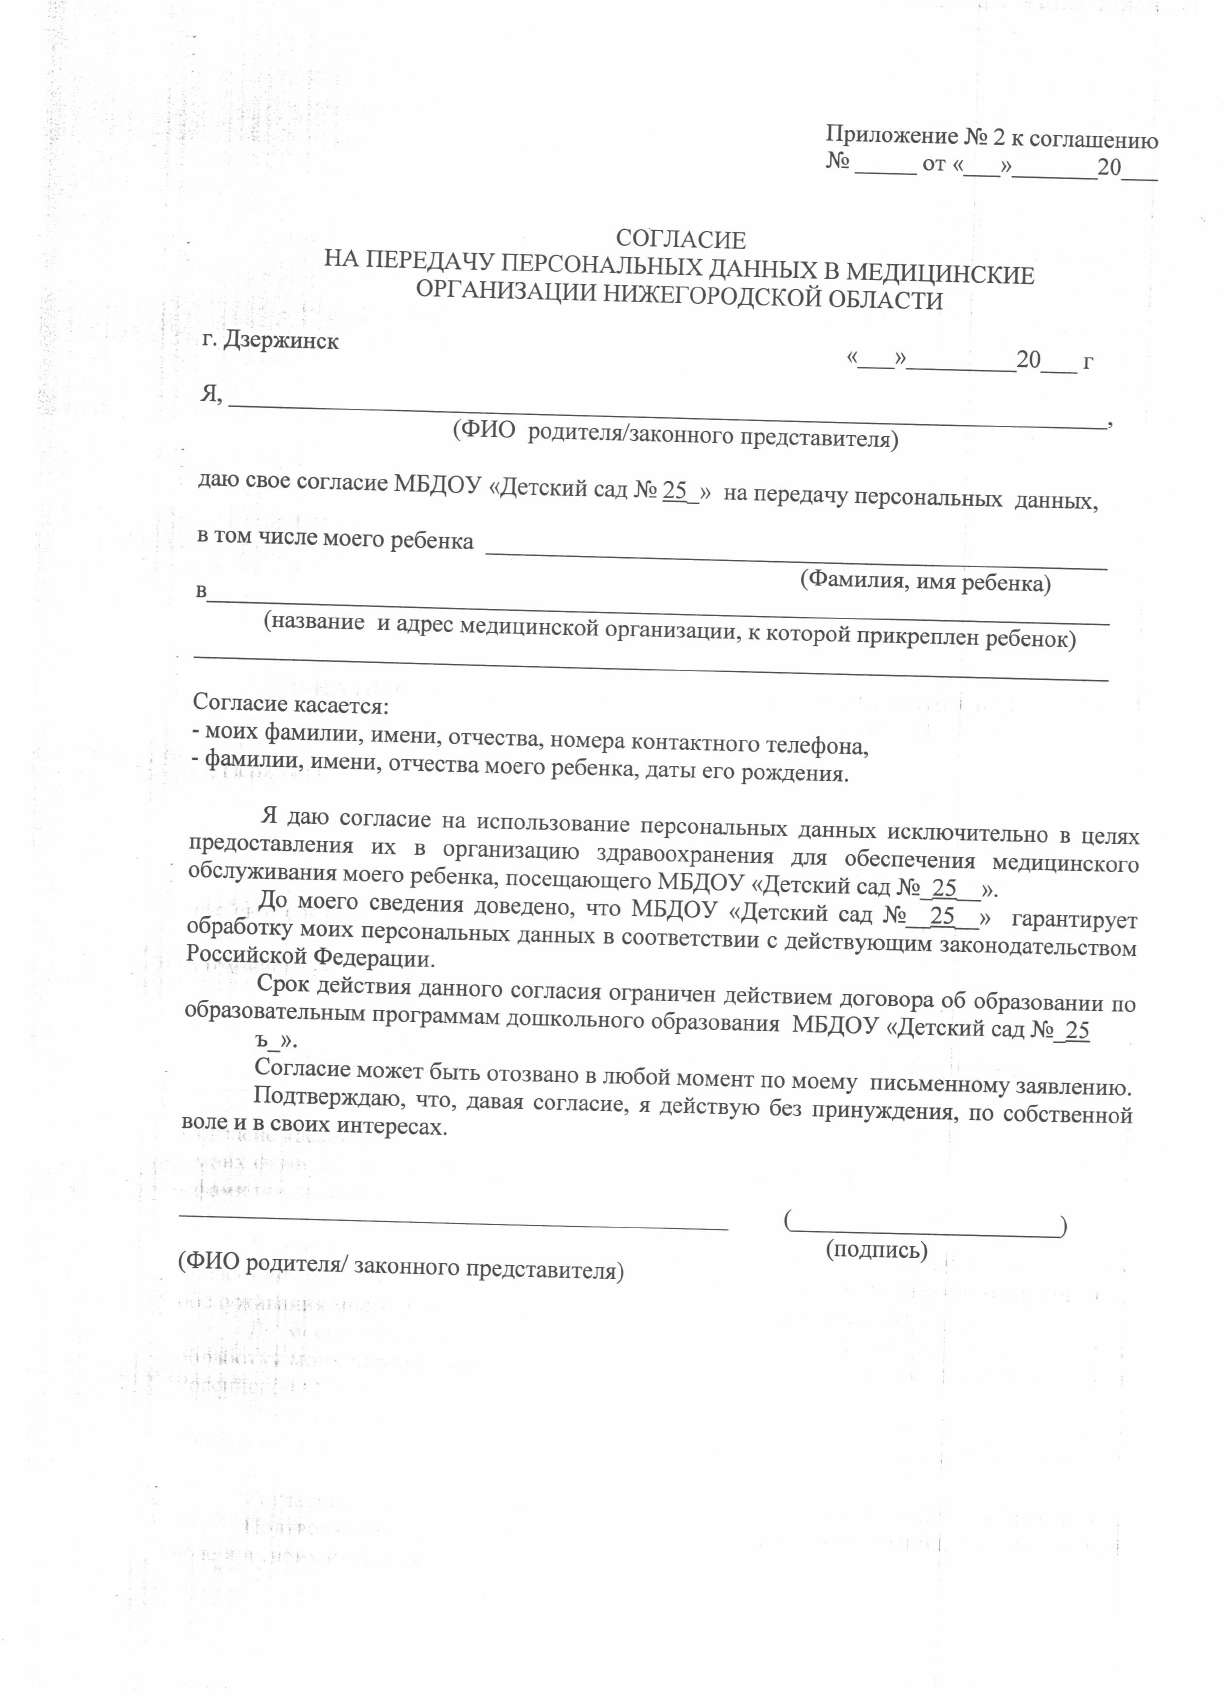 Приложение № 2 к соглашению
№ _____ от «___»_______20___
СОГЛАСИЕ
НА ПЕРЕДАЧУ ПЕРСОНАЛЬНЫХ ДАННЫХ В МЕДИЦИНСКИЕ
ОРГАНИЗАЦИИ НИЖЕГОРОДСКОЙ ОБЛАСТИ
г. Дзержинск «___»_________20___ г
Я, ________________________________________________,
(ФИО родителя/законного представителя)
даю свое согласие МБДОУ «Детский сад № 25_» на передачу персональных данных,
в том числе моего ребенка ________________________________
(Фамилия, имя ребенка)
в________________________________________________
(название и адрес медицинской организации, к которой прикреплен ребенок)
________________________________________________
Согласие касается:
- моих фамилии, имени, отчества, номера контактного телефона,
- фамилии, имени, отчества моего ребенка, даты его рождения.
Я даю согласие на использование персональных данных исключительно в целях
предоставления их в организацию здравоохранения для обеспечения медицинского
обслуживания моего ребенка, посещающего МБДОУ «Детский сад №_25__».
До моего сведения доведено, что МБДОУ «Детский сад №__25__» гарантирует
обработку моих персональных данных в соответствии с действующим законодательством
Российской Федерации.
Срок действия данного согласия ограничен действием договора об образовании по
образовательным программам дошкольного образования МБДОУ «Детский сад №_25
ъ_».
Согласие может быть отозвано в любой момент по моему письменному заявлению.
Подтверждаю, что, давая согласие, я действую без принуждения, по собственной
воле и в своих интересах.
_____________________________ (______________________)
(подпись)
(ФИО родителя/ законного представителя)